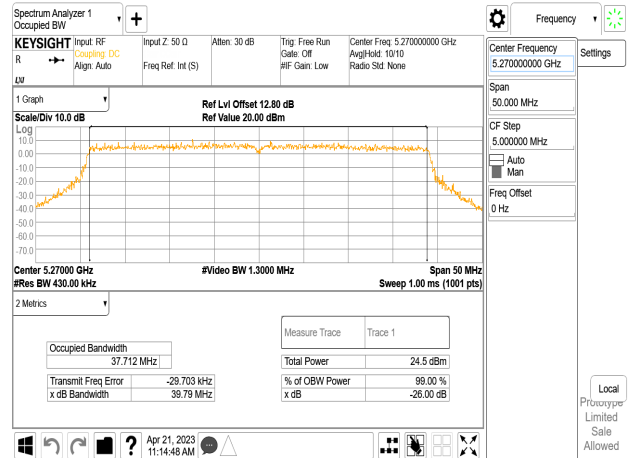 Spectrum Analyzer 1
Occupied BW
Frequency
KEYSIGHT
R
LXI
Input: RF
Coupling: DC
Align: Auto
Input Z: 50 Ω
Freq Ref: Int (S)
Atten: 30 dB
Trig: Free Run
Gate: Off
#IF Gain: Low
Center Freq: 5.270000000 GHz
Avg|Hold: 10/10
Radio Std: None
Center Frequency
5.270000000 GHz
Settings
Span
50.000 MHz
CF Step
5.000000 MHz
Auto
Man
Freq Offset
0 Hz
1 Graph
Scale/Div 10.0 dB
Ref Lvl Offset 12.80 dB
Ref Value 20.00 dBm
Log
10.0
0.00
-10.0
-20.0
-30.0
-40.0
-50.0
-60.0
-70.0
Center 5.27000 GHz
#Video BW 1.3000 MHz
Span 50 MHz
#Res BW 430.00 kHz
Sweep 1.00 ms (1001 pts)
2 Metrics
Measure Trace
Trace 1
Occupied Bandwidth
37.712 MHz
Total Power
24.5 dBm
Transmit Freq Error
-29.703 kHz
% of OBW Power
99.00 %
x dB Bandwidth
39.79 MHz
x dB
-26.00 dB
Local
Prototype
Limited
Sale
Allowed
?
Apr 21, 2023
11:14:48 AM